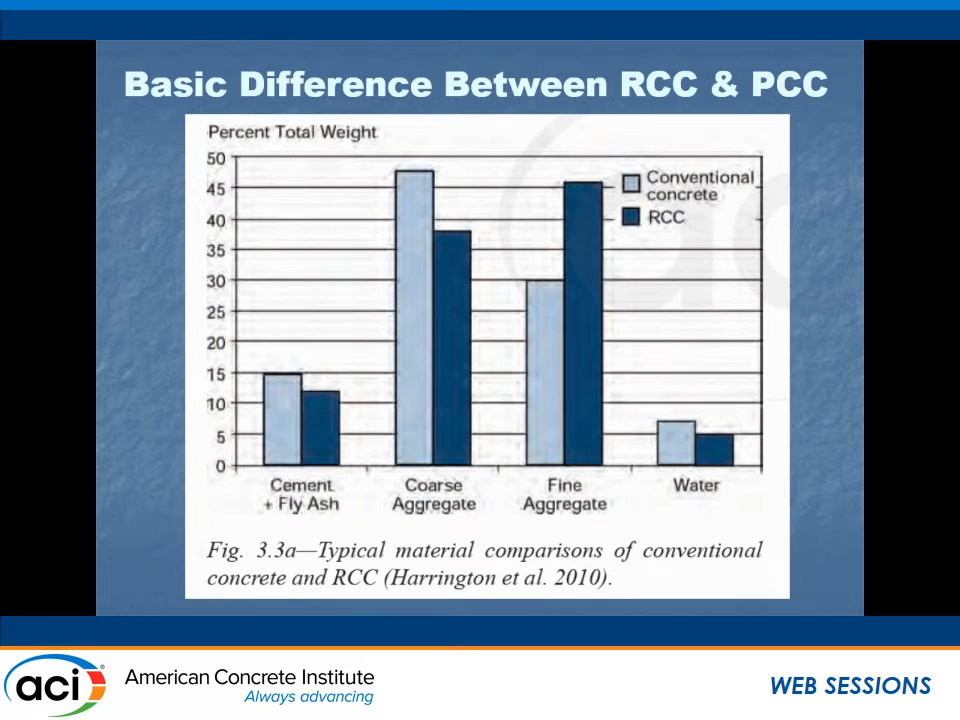 Basic Difference Between RCC & PCC
Percent Total Weight
50
45
40
35
30
25
20
15
10
5
0
Conventional
concrete
RCC
Cement
+ Fly Ash
Coarse
Aggregate
Fine
Aggregate
Water
Fig. 3.3a—Typical material comparisons of conventional
concrete and RCC (Harrington et al. 2010).
aci
American Concrete Institute
Always advancing
WEB SESSIONS